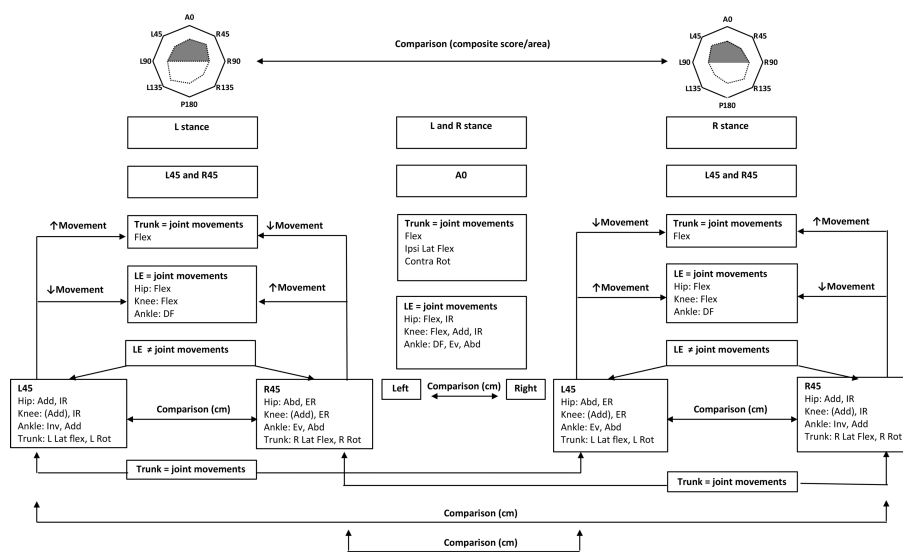 A0
L45
R45
L90
R90
L135
R135
P180
Comparison (composite score/area)
A0
L45
R45
L90
R90
L135
R135
P180
L stance
L and R stance
R stance
L45 and R45
A0
L45 and R45
↑Movement
Trunk = joint movements
Flex
↓Movement
Trunk = joint movements
Flex
Ipsi Lat Flex
Contra Rot
↓Movement
Trunk = joint movements
Flex
↑Movement
↓Movement
LE = joint movements
Hip: Flex
Knee: Flex
Ankle: DF
↑Movement
LE = joint movements
Hip: Flex, IR
Knee: Flex, Add, IR
Ankle: DF, Ev, Abd
↑Movement
LE = joint movements
Hip: Flex
Knee: Flex
Ankle: DF
↓Movement
LE ≠ joint movements
LE ≠ joint movements
L45
Hip: Add, IR
Knee: (Add), IR
Ankle: Inv, Add
Trunk: L Lat flex, L Rot
Comparison (cm)
R45
Hip: Abd, ER
Knee: (Add), ER
Ankle: Ev, Abd
Trunk: R Lat Flex, R Rot
Left
Comparison (cm)
Right
L45
Hip: Abd, ER
Knee: (Add), ER
Ankle: Ev, Abd
Trunk: L Lat flex, L Rot
Comparison (cm)
R45
Hip: Add, IR
Knee: (Add), IR
Ankle: Inv, Add
Trunk: R Lat Flex, R Rot
Trunk = joint movements
Trunk = joint movements
Comparison (cm)
Comparison (cm)